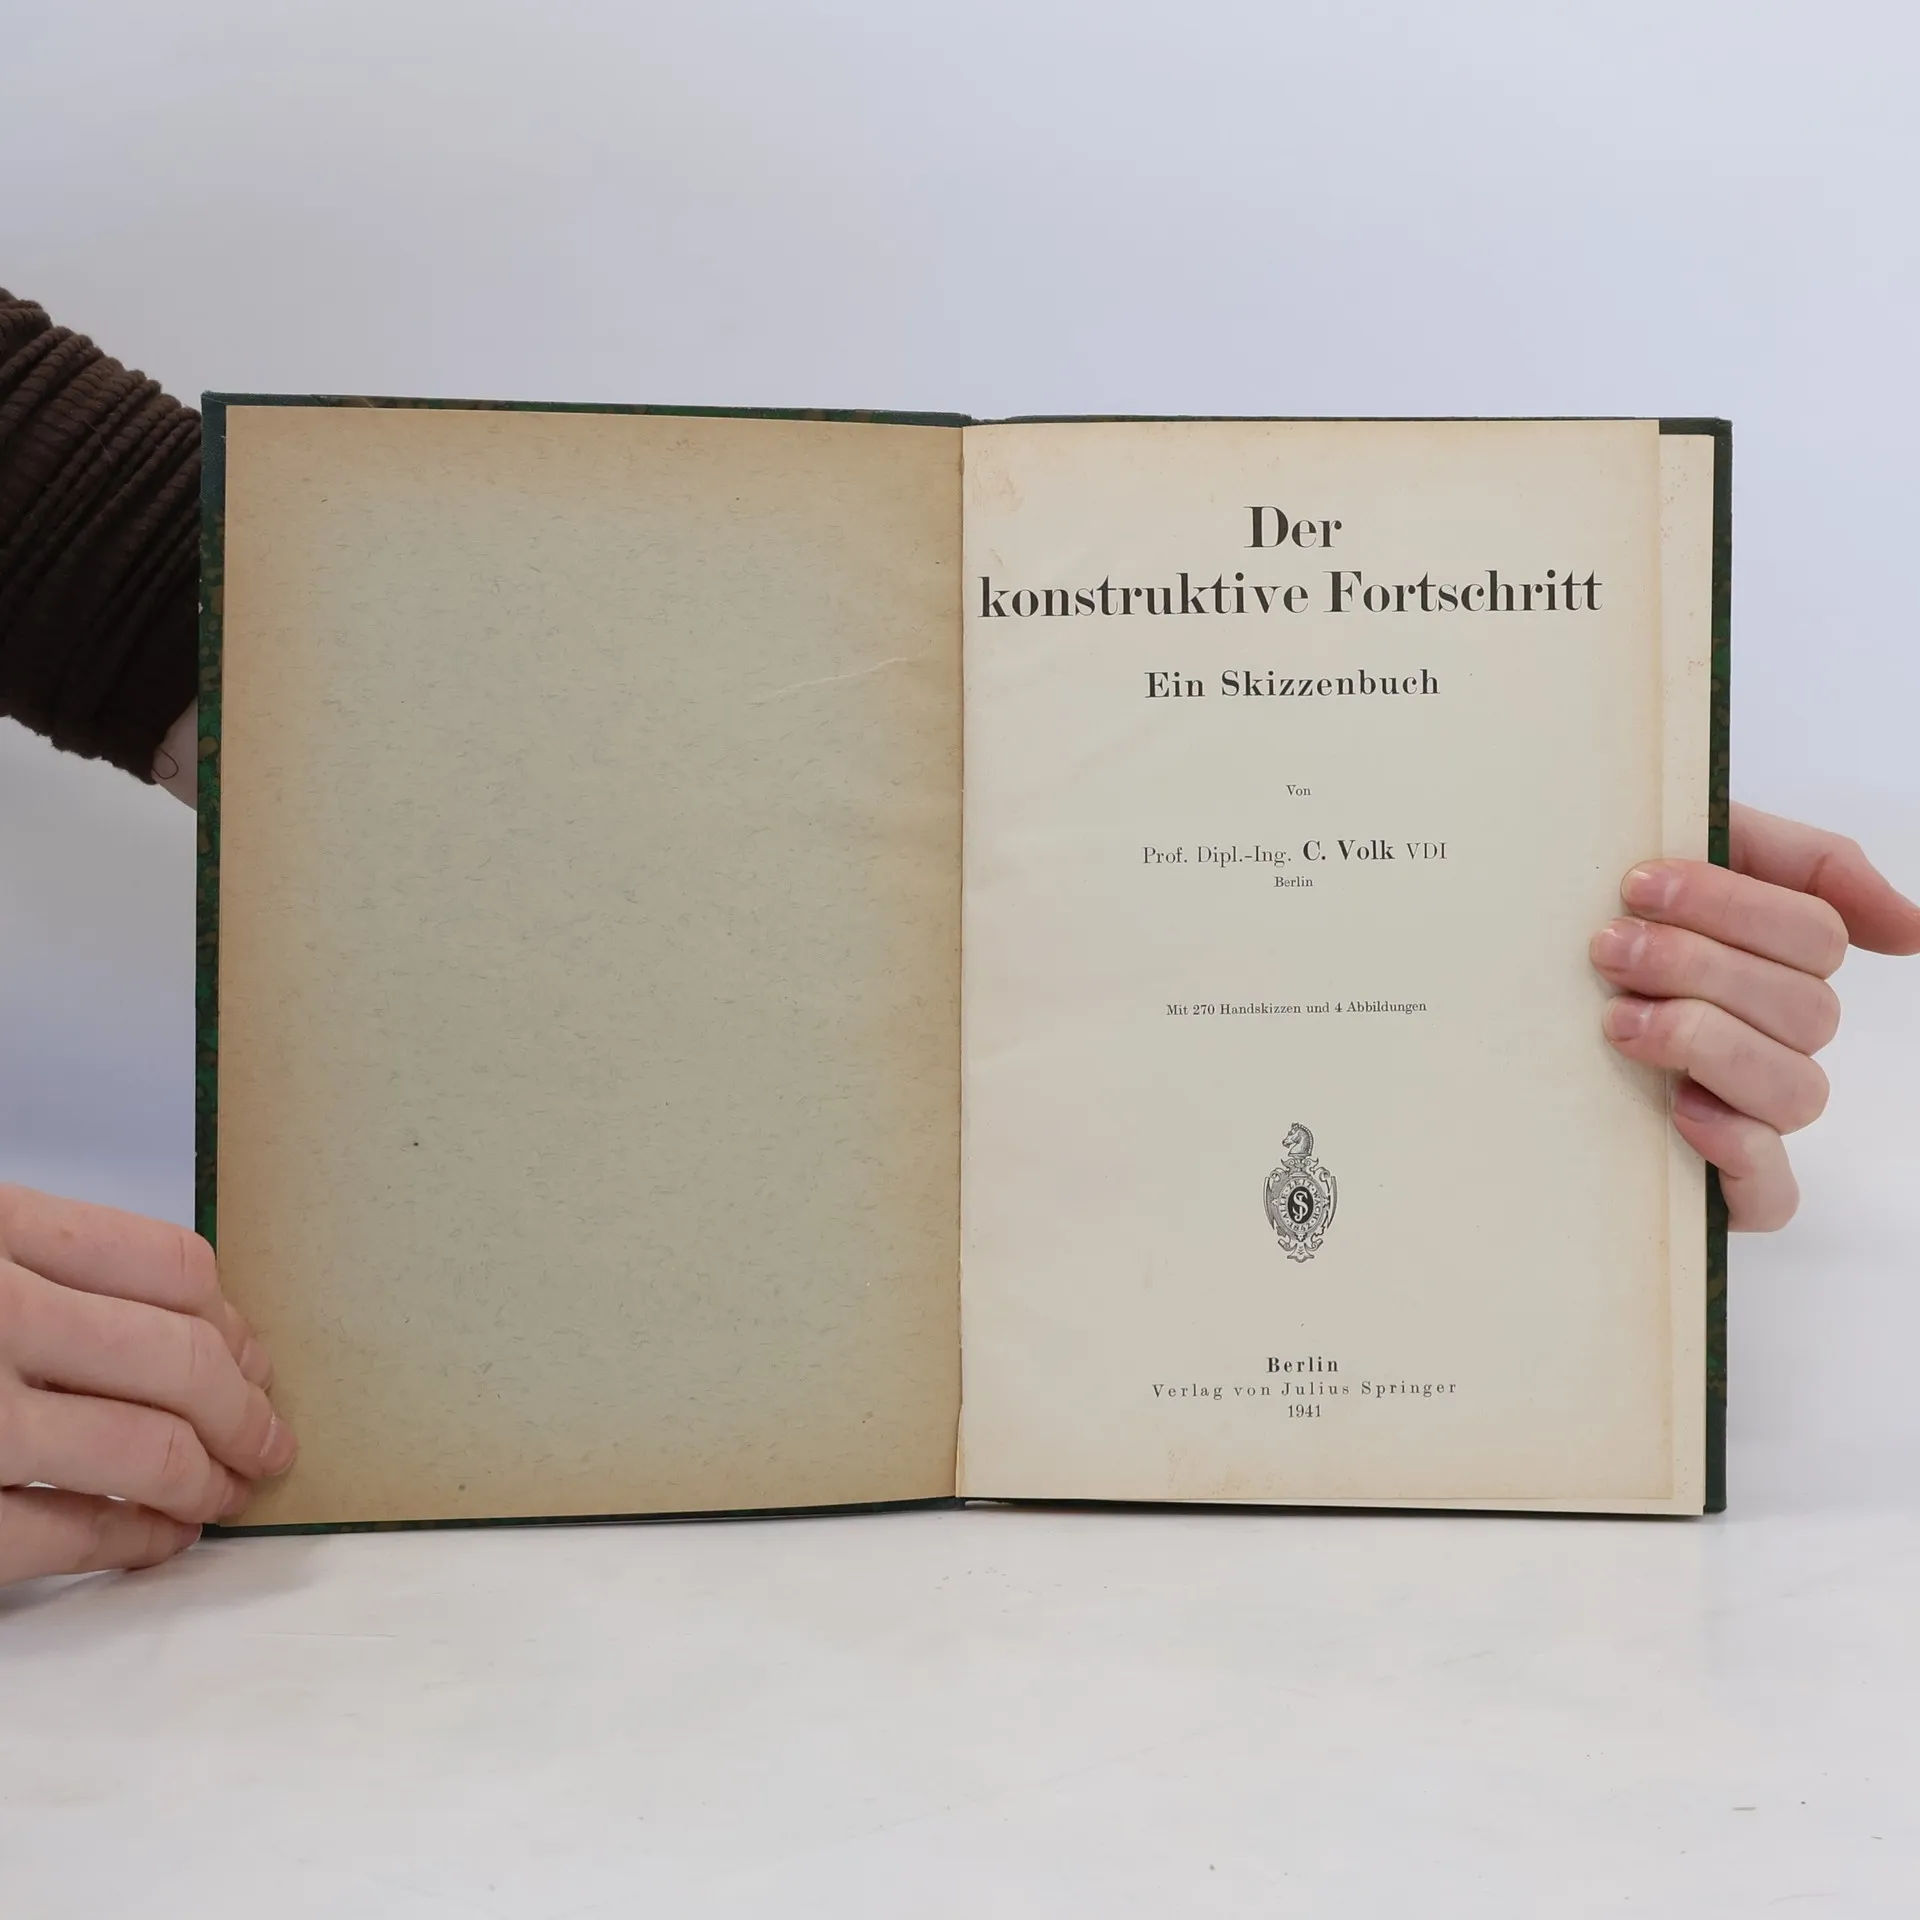 Der
konstruktive Fortschritt
Ein Skizzenbuch
Von
Prof. Dipl.-Ing. C. Volk VDI
Berlin
Mit 270 Handskizzen und 4 Abbildungen
Berlin
Verlag von Julius Springer
1941